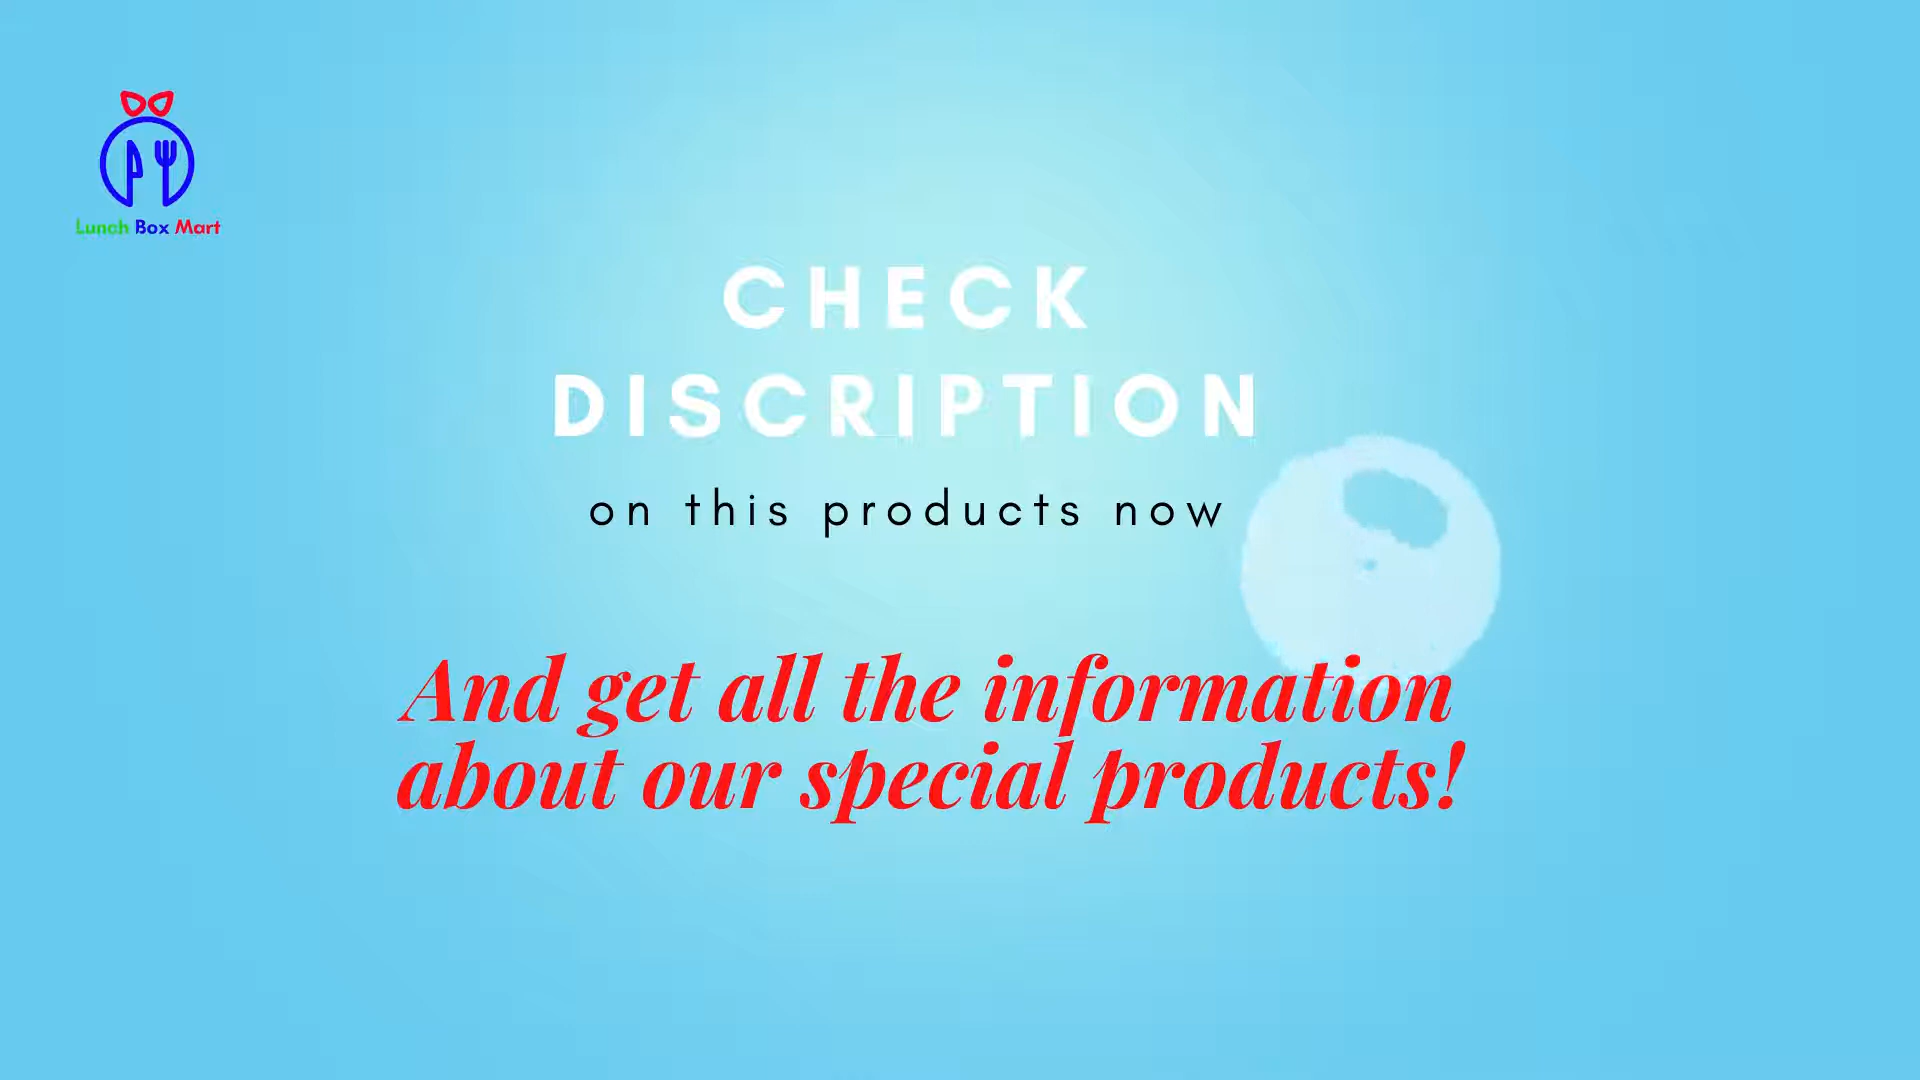 Lunch Box Mart
CHECK
DISCRIPTION
on this products now
And get all the information
about our special products!